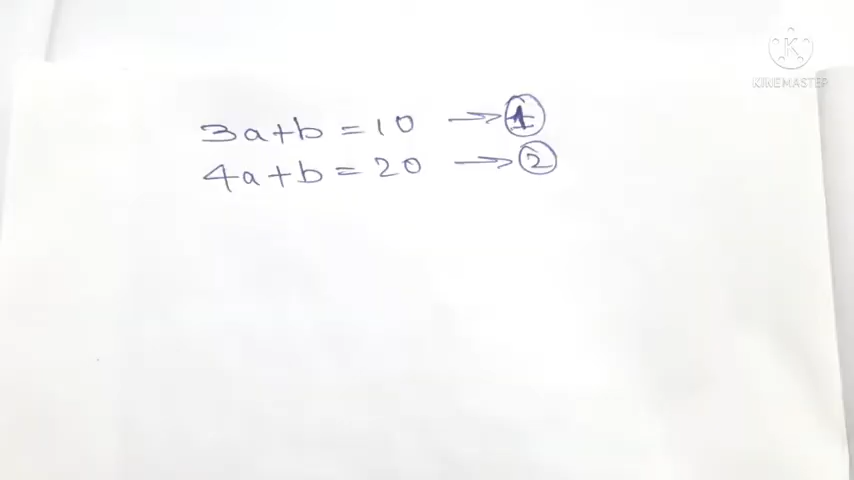 KINEMASTER
3a+b = 10 → ①
4a+b = 20 → ②